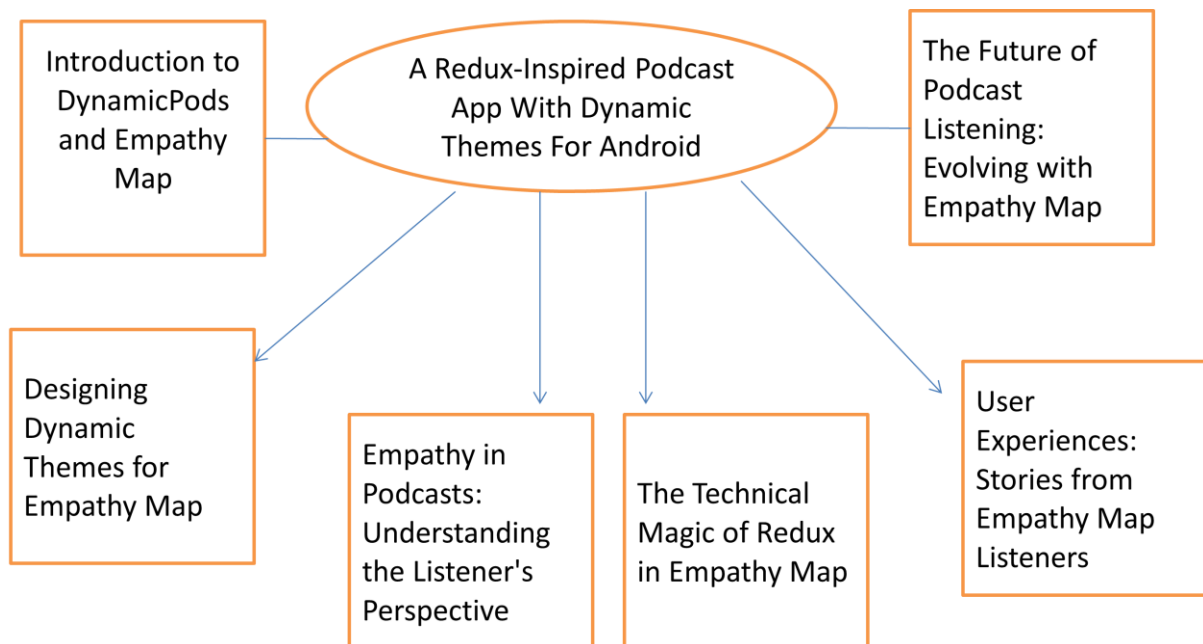 Introduction to
DynamicPods
and Empathy
Map
A Redux-Inspired Podcast
App With Dynamic
Themes For Android
The Future of
Podcast
Listening:
Evolving with
Empathy Map
Designing
Dynamic
Themes for
Empathy Map
Empathy in
Podcasts:
Understanding
the Listener's
Perspective
The Technical
Magic of Redux
in Empathy Map
User
Experiences:
Stories from
Empathy Map
Listeners